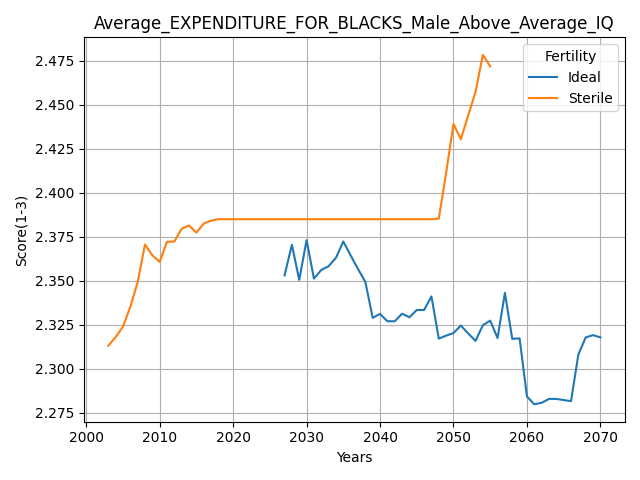 Average_EXPENDITURE_FOR_BLACKS_Male_Above_Average_IQ
Fertility
Ideal
Sterile
2.475
2.450
2.425
2.400
2.375
2.350
2.325
2.300
2.275
Score(1-3)
2000 2010 2020 2030 2040 2050 2060 2070
Years